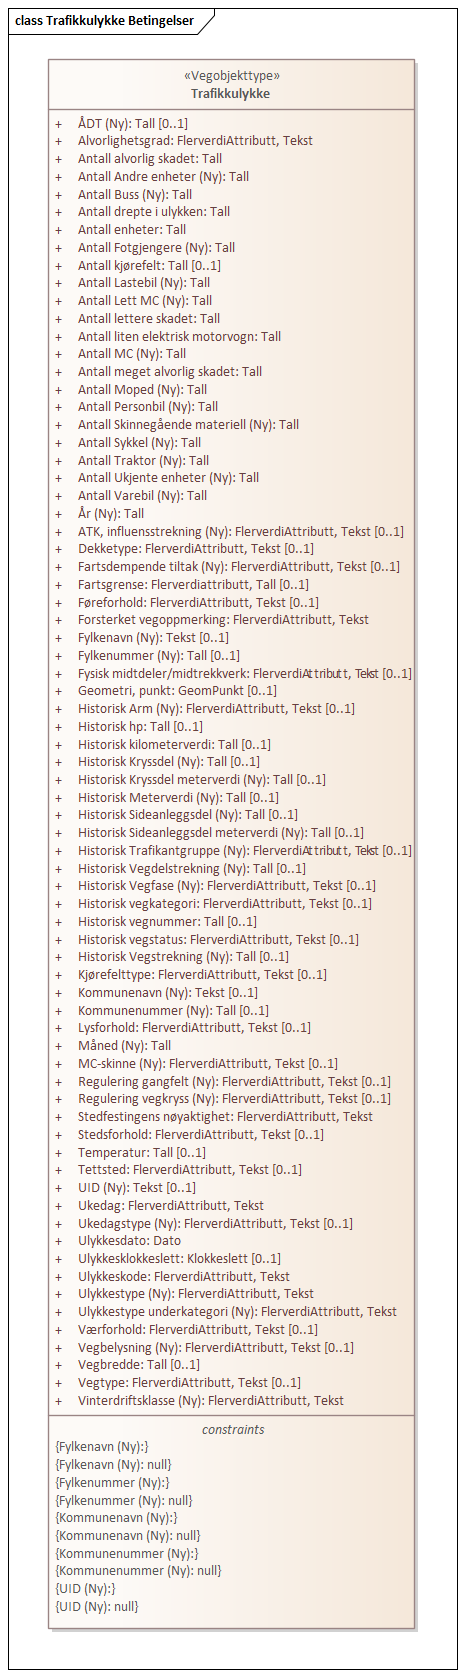 class Trafikkulykke Betingelser
«Vegobjekttype»
Trafikkulykke
+ ÅDT (Ny): Tall [0..1]
+ Alvorlighetsgrad: FlerverdiAttributt, Tekst
+ Antall alvorlig skadet: Tall
+ Antall Andre enheter (Ny): Tall
+ Antall Buss (Ny): Tall
+ Antall drepte i ulykken: Tall
+ Antall enheter: Tall
+ Antall Fotgjengere (Ny): Tall
+ Antall kjørefelt: Tall [0..1]
+ Antall Lastebil (Ny): Tall
+ Antall Lett MC (Ny): Tall
+ Antall lettere skadet: Tall
+ Antall liten elektrisk motorvogn: Tall
+ Antall MC (Ny): Tall
+ Antall meget alvorlig skadet: Tall
+ Antall Moped (Ny): Tall
+ Antall Personbil (Ny): Tall
+ Antall Skinnegående materiell (Ny): Tall
+ Antall Sykkel (Ny): Tall
+ Antall Traktor (Ny): Tall
+ Antall Ukjente enheter (Ny): Tall
+ Antall Varebil (Ny): Tall
+ År (Ny): Tall
+ ATK, influensstrekning (Ny): FlerverdiAttributt, Tekst [0..1]
+ Dekketype: FlerverdiAttributt, Tekst [0..1]
+ Fartsdempende tiltak (Ny): FlerverdiAttributt, Tekst [0..1]
+ Fartsgrense: FlerverdiAttributt, Tall [0..1]
+ Føreforhold: FlerverdiAttributt, Tekst [0..1]
+ Forsterket vegoppmerking: FlerverdiAttributt, Tekst
+ Fylkenavn (Ny): Tekst [0..1]
+ Fylkenummer (Ny): Tall [0..1]
+ Fysisk midtdeler/midtrekkverk: FlerverdiAttributt, Tekst [0..1]
+ Geometri, punkt: GeomPunkt [0..1]
+ Historisk Arm (Ny): FlerverdiAttributt, Tekst [0..1]
+ Historisk hp: Tall [0..1]
+ Historisk kilometerverdi: Tall [0..1]
+ Historisk Kryssdel (Ny): Tall [0..1]
+ Historisk Kryssdel meterverdi (Ny): Tall [0..1]
+ Historisk Meterverdi (Ny): Tall [0..1]
+ Historisk Sideanleggsdel (Ny): Tall [0..1]
+ Historisk Sideanleggsdel meterverdi (Ny): Tall [0..1]
+ Historisk Trafikantgruppe (Ny): FlerverdiAttributt, Tekst [0..1]
+ Historisk Vegdelstrekning (Ny): Tall [0..1]
+ Historisk Vegfase (Ny): FlerverdiAttributt, Tekst [0..1]
+ Historisk vegkategori: FlerverdiAttributt, Tekst [0..1]
+ Historisk vegnummer: Tall [0..1]
+ Historisk vegstatus: FlerverdiAttributt, Tekst [0..1]
+ Historisk Vegstrekning (Ny): Tall [0..1]
+ Kjørefelttype: FlerverdiAttributt, Tekst [0..1]
+ Kommunenavn (Ny): Tekst [0..1]
+ Kommunenummer (Ny): Tall [0..1]
+ Lysforhold: FlerverdiAttributt, Tekst [0..1]
+ Måned (Ny): Tall
+ MC-skinne (Ny): FlerverdiAttributt, Tekst [0..1]
+ Regulering gangfelt (Ny): FlerverdiAttributt, Tekst [0..1]
+ Regulering vegkryss (Ny): FlerverdiAttributt, Tekst [0..1]
+ Stedfestingens nøyaktighet: FlerverdiAttributt, Tekst
+ Stedsforhold: FlerverdiAttributt, Tekst [0..1]
+ Temperatur: Tall [0..1]
+ Tettsted: FlerverdiAttributt, Tekst [0..1]
+ UID (Ny): Tekst [0..1]
+ Ukedag: FlerverdiAttributt, Tekst
+ Ukedagstype (Ny): FlerverdiAttributt, Tekst [0..1]
+ Ulykkesdato: Dato
+ Ulykkesklokkeslett: Klokkeslett [0..1]
+ Ulykkeskode: FlerverdiAttributt, Tekst
+ Ulykkestype (Ny): FlerverdiAttributt, Tekst
+ Ulykkestype underkategori (Ny): FlerverdiAttributt, Tekst
+ Værforhold: FlerverdiAttributt, Tekst [0..1]
+ Vegbelysning (Ny): FlerverdiAttributt, Tekst [0..1]
+ Vegbredde: Tall [0..1]
+ Vegtype: FlerverdiAttributt, Tekst [0..1]
+ Vinterdriftsklasse (Ny): FlerverdiAttributt, Tekst
constraints
{Fylkenavn (Ny):}
{Fylkenavn (Ny): null}
{Fylkenummer (Ny):}
{Fylkenummer (Ny): null}
{Kommunenavn (Ny):}
{Kommunenavn (Ny): null}
{Kommunenummer (Ny):}
{Kommunenummer (Ny): null}
{UID (Ny):}
{UID (Ny): null}